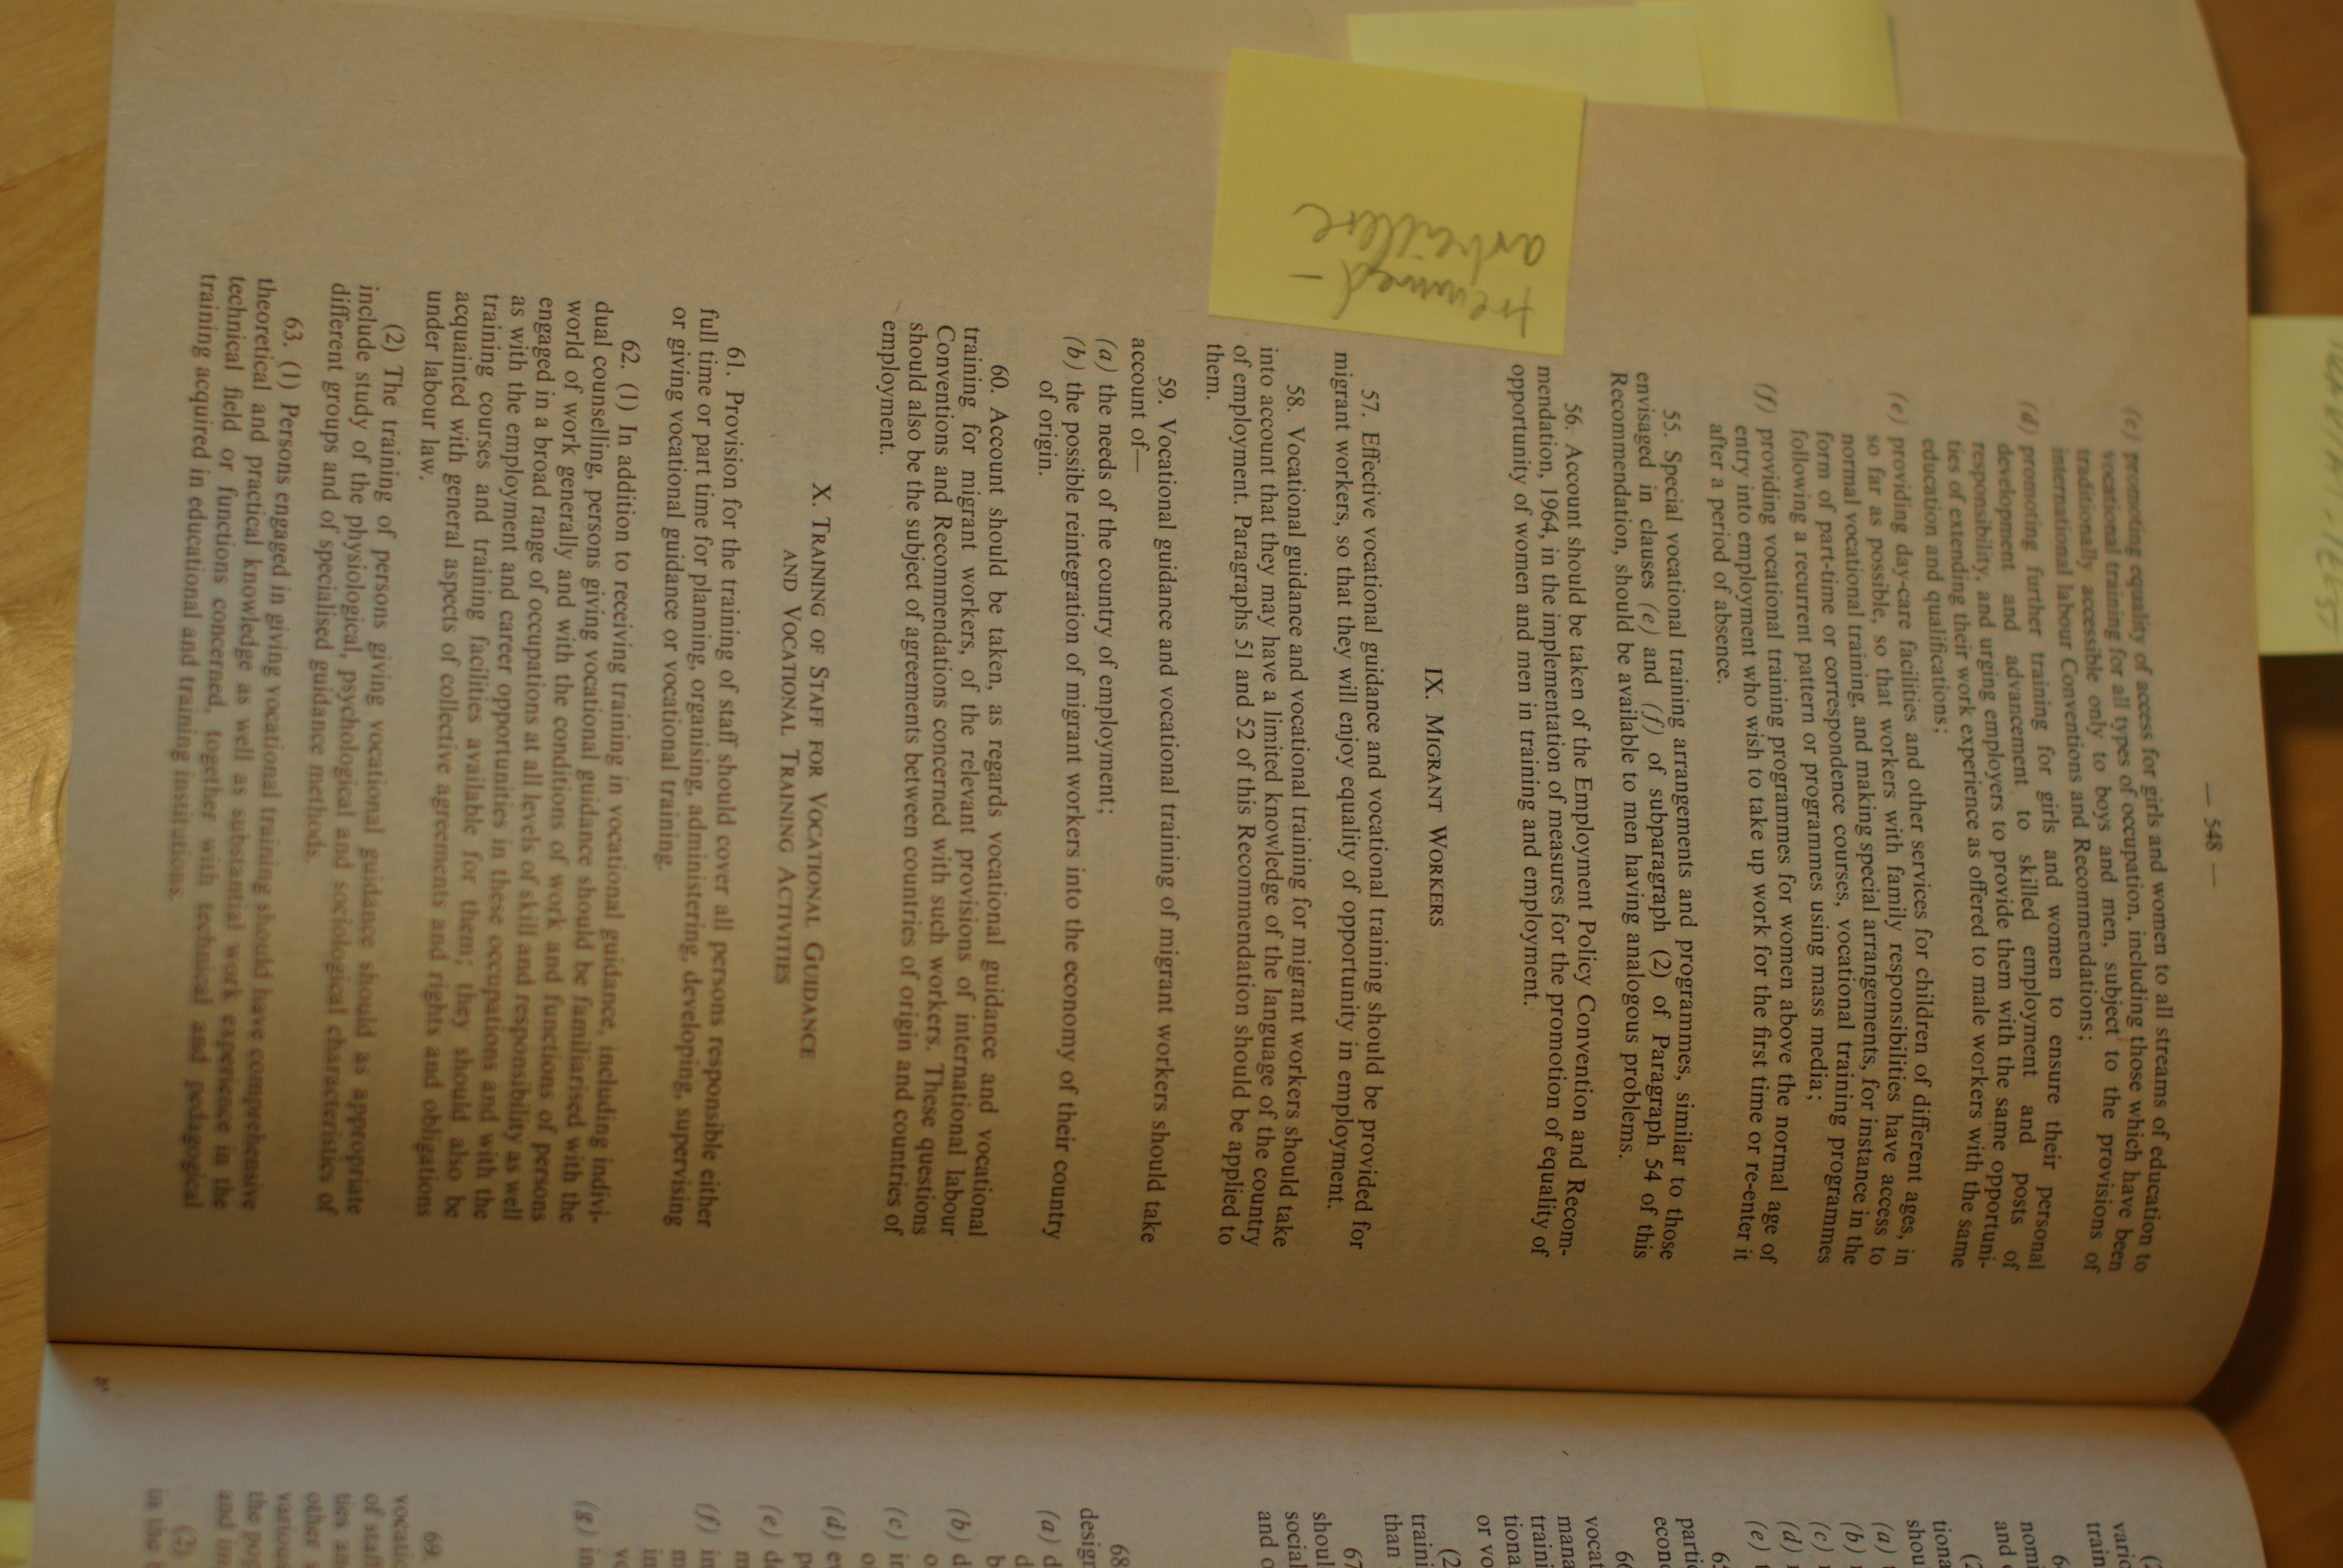 — 548 —
(c) promoting equality of access for girls and women to all streams of education to
vocational training for all types of occupation, including those which have been
traditionally accessible only to boys and men, subject to the provisions of
international labour Conventions and Recommendations;
(d) promoting further training for girls and women to ensure their personal
development and advancement to skilled employment and posts of
responsibility, and urging employers to provide them with the same opportuni-
ties of extending their work experience as offered to male workers with the same
education and qualifications;
(e) providing day-care facilities and other services for children of different ages, in
so far as possible, so that workers with family responsibilities have access to
normal vocational training, and making special arrangements, for instance in the
form of part-time or correspondence courses, vocational training programmes
following a recurrent pattern or programmes using mass media;
(f) providing vocational training programmes for women above the normal age of
entry into employment who wish to take up work for the first time or re-enter it
after a period of absence.
55. Special vocational training arrangements and programmes, similar to those
envisaged in clauses (e) and (f) of subparagraph (2) of Paragraph 54 of this
Recommendation, should be available to men having analogous problems.
56. Account should be taken of the Employment Policy Convention and Recom-
mendation, 1964, in the implementation of measures for the promotion of equality of
opportunity of women and men in training and employment.
IX. MIGRANT WORKERS
57. Effective vocational guidance and vocational training should be provided for
migrant workers, so that they will enjoy equality of opportunity in employment.
58. Vocational guidance and vocational training for migrant workers should take
into account that they may have a limited knowledge of the language of the country
of employment. Paragraphs 51 and 52 of this Recommendation should be applied to
them.
59. Vocational guidance and vocational training of migrant workers should take
account of—
(a) the needs of the country of employment;
(b) the possible reintegration of migrant workers into the economy of their country
of origin.
60. Account should be taken, as regards vocational guidance and vocational
training for migrant workers, of the relevant provisions of international labour
Conventions and Recommendations concerned with such workers. These questions
should also be the subject of agreements between countries of origin and countries of
employment.
X. TRAINING OF STAFF FOR VOCATIONAL GUIDANCE
AND VOCATIONAL TRAINING ACTIVITIES
61. Provision for the training of staff should cover all persons responsible either
full time or part time for planning, organising, administering, developing, supervising
or giving vocational guidance or vocational training.
62. (1) In addition to receiving training in vocational guidance, including indivi-
dual counselling, persons giving vocational guidance should be familiarised with the
world of work generally and with the conditions of work and functions of persons
engaged in a broad range of occupations at all levels of skill and responsibility as well
as with the employment and career opportunities in these occupations and with the
training courses and training facilities available for them; they should also be
acquainted with general aspects of collective agreements and rights and obligations
under labour law.
(2) The training of persons giving vocational guidance should as appropriate
include study of the physiological, psychological and sociological characteristics of
different groups and of specialised guidance methods.
63. (1) Persons engaged in giving vocational training should have comprehensive
theoretical and practical knowledge as well as substantial work experience in the
technical field or functions concerned, together with technical and pedagogical
training acquired in educational and training institutions.